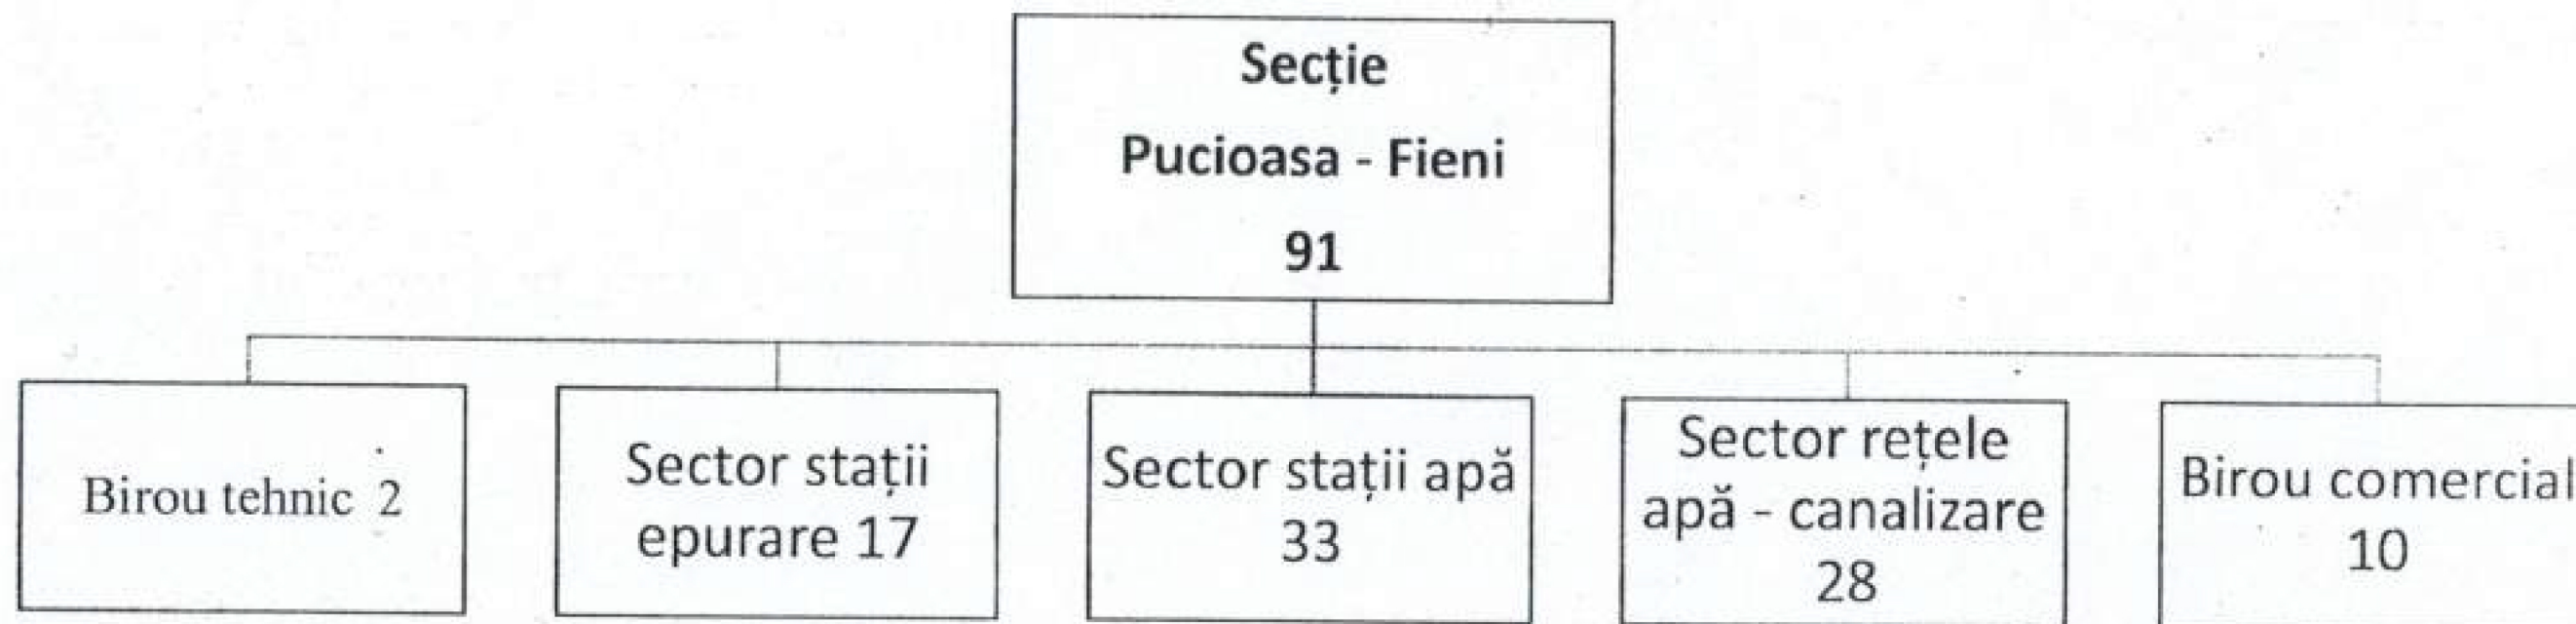 Secție
Pucioasa - Fieni
91
Birou tehnic 2
Sector stații
epurare 17
Sector stații apă
33
Sector rețele
apă - canalizare
28
Birou comercial
10